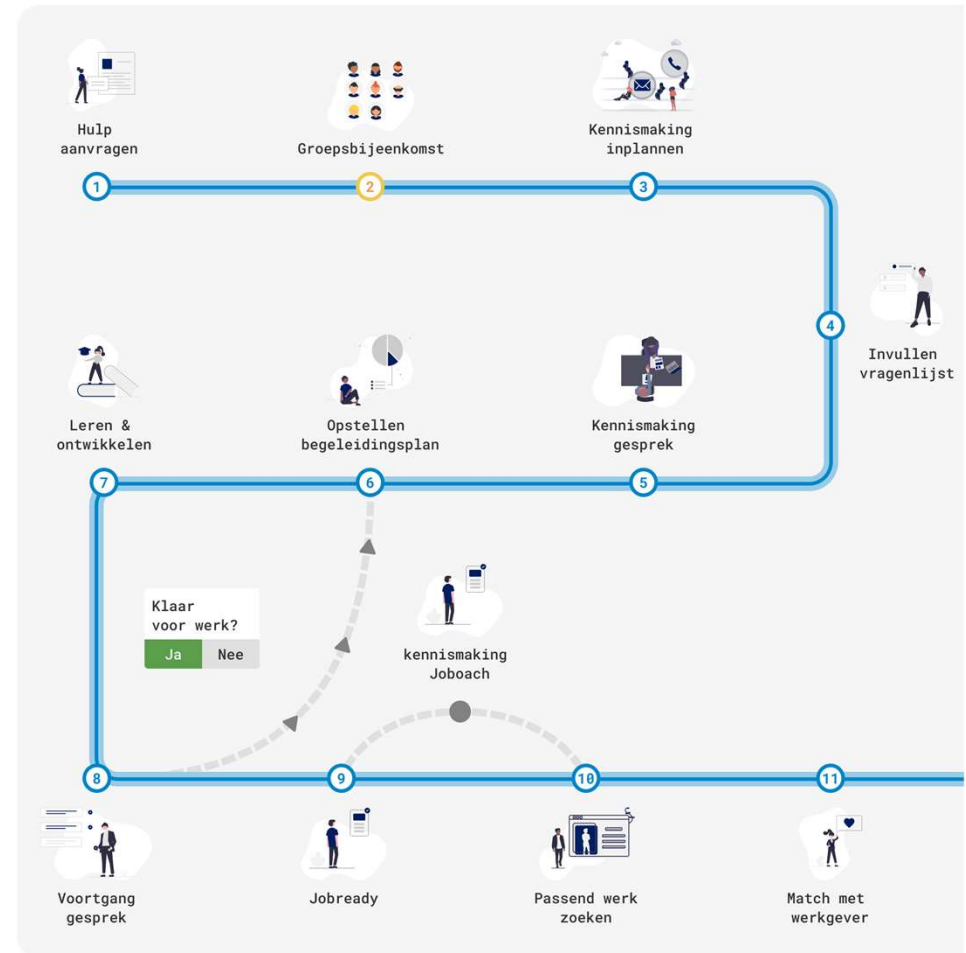 Hulp
aanvragen
Groepsbijeenkomst
Kennismaking
inplannen
1
2
3
4
Invullen
vragenlijst
Leren &
ontwikkelen
Opstellen
begeleidingsplan
Kennismaking
gesprek
7
6
5
Klaar
voor werk?
Ja Nee
kennismaking
Joboach
8
9
10
11
Voortgang
gesprek
Jobready
Passend werk
zoeken
Match met
werkgever